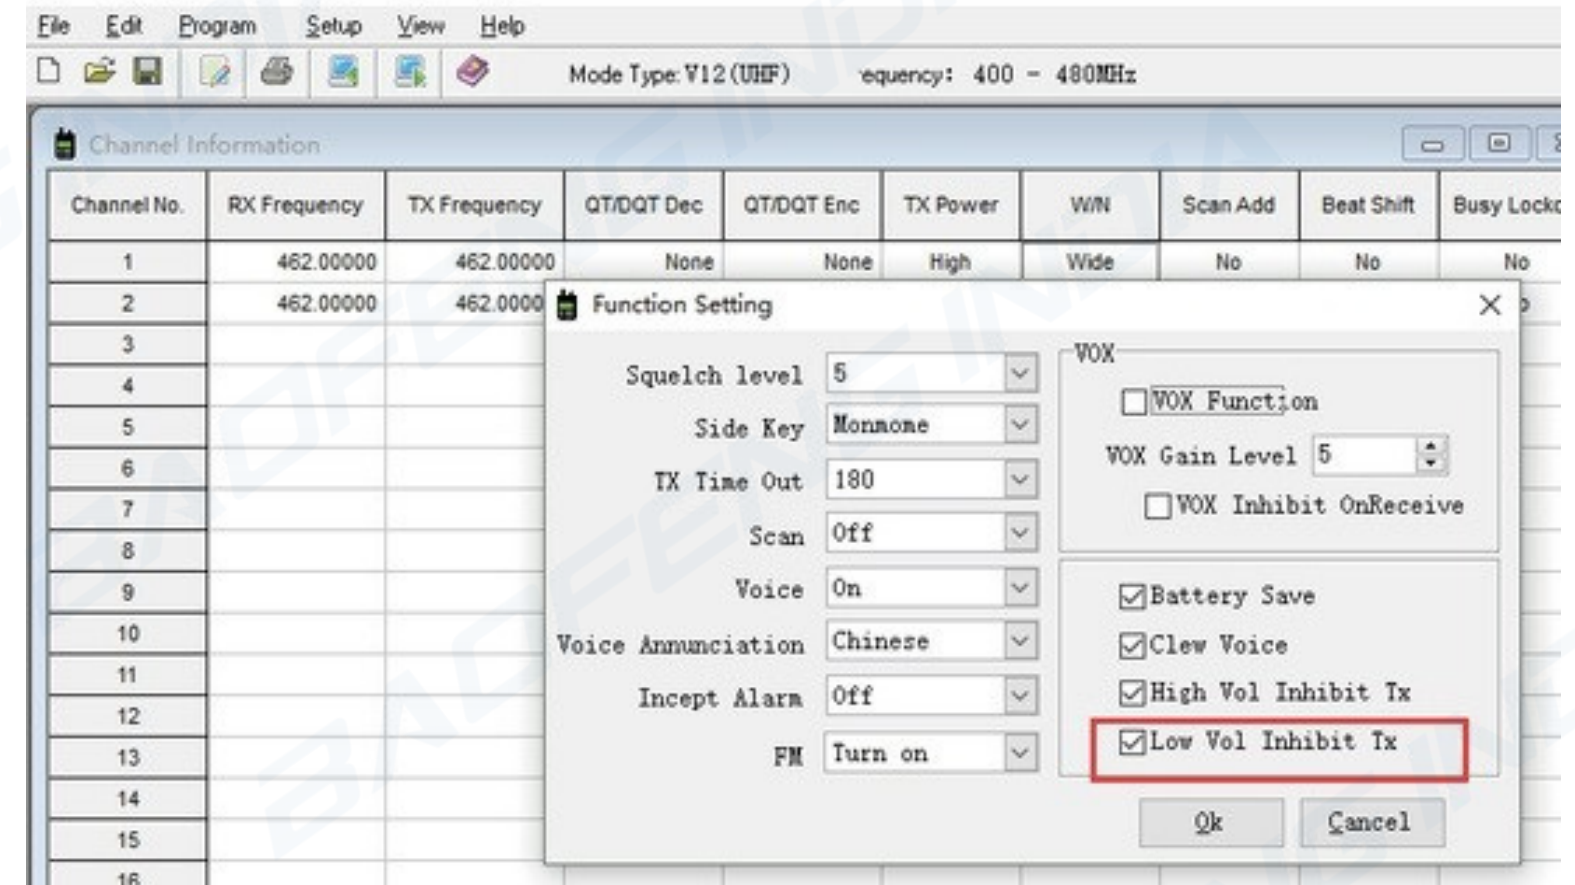 File Edit Program Setup View Help
Mode Type: V12(UHF) equency: 400 - 480MHz
Channel Information
Channel No. RX Frequency TX Frequency QT/DQT Dec QT/DQT Enc TX Power W/N Scan Add Beat Shift Busy Locko
1 462.00000 462.00000 None None High Wide No No No
2 462.00000 462.0000
Function Setting
3
4
5
6
7
8
9
10
11
12
13
14
15
16
Squelch level 5
Side Key Monmome
TX Time Out 180
Scan Off
Voice On
Voice Annunciation Chinese
Incept Alarm Off
FM Turn on
VOX
VOX Function
VOX Gain Level 5
VOX Inhibit OnReceive
Battery Save
Clew Voice
High Vol Inhibit Tx
Low Vol Inhibit Tx
Ok Cancel
BAOFENG INDIA